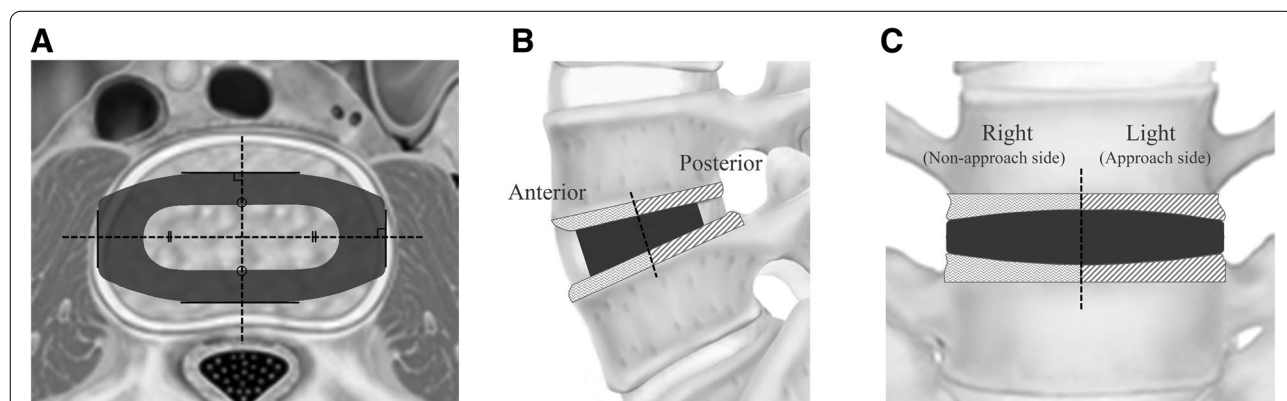 A
B
C
Anterior
Posterior
Right
(Non-approach side)
Light
(Approach side)